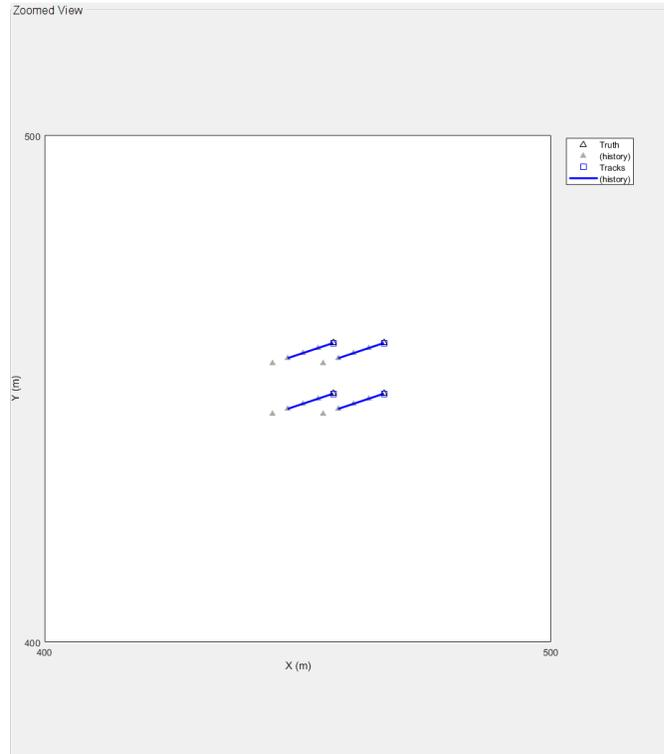 Zoomed View
500
Truth
(history)
Tracks
(history)
Y (m)
400
400
500
X (m)